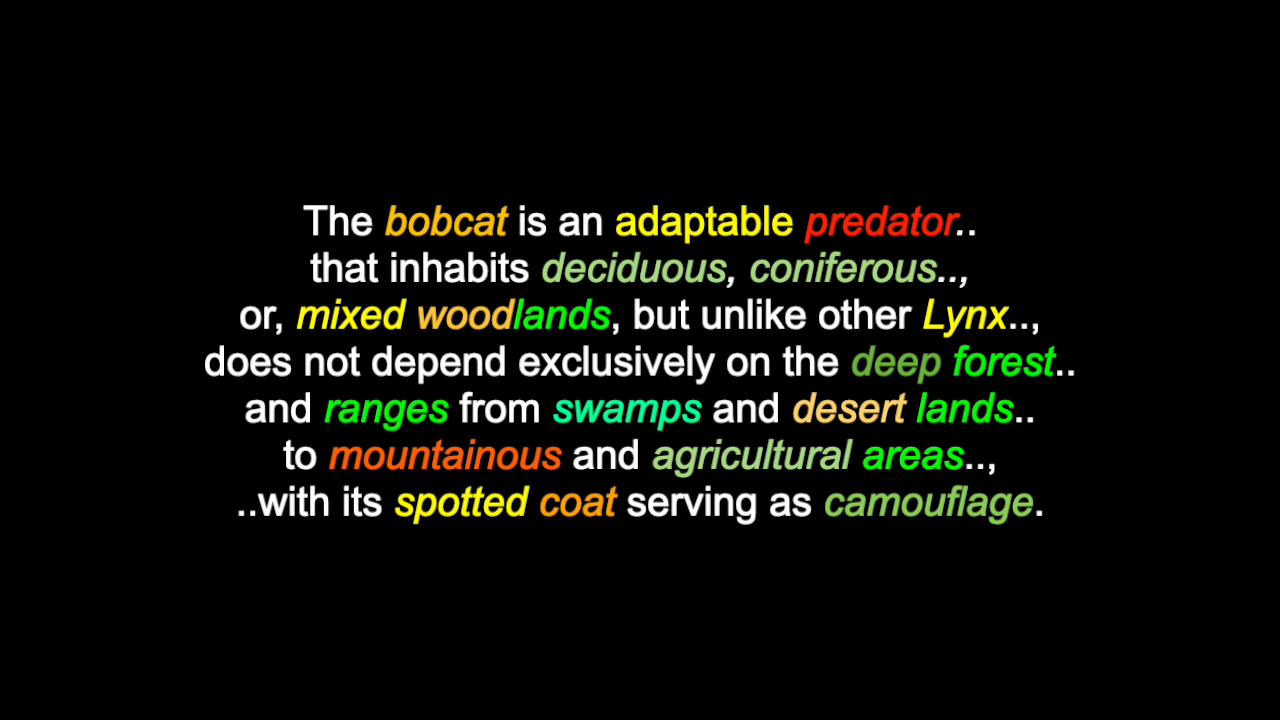 The bobcat is an adaptable predator..
that inhabits deciduous, coniferous..,
or, mixed woodlands, but unlike other Lynx..,
does not depend exclusively on the deep forest..
and ranges from swamps and desert lands..
to mountainous and agricultural areas..,
..with its spotted coat serving as camouflage.